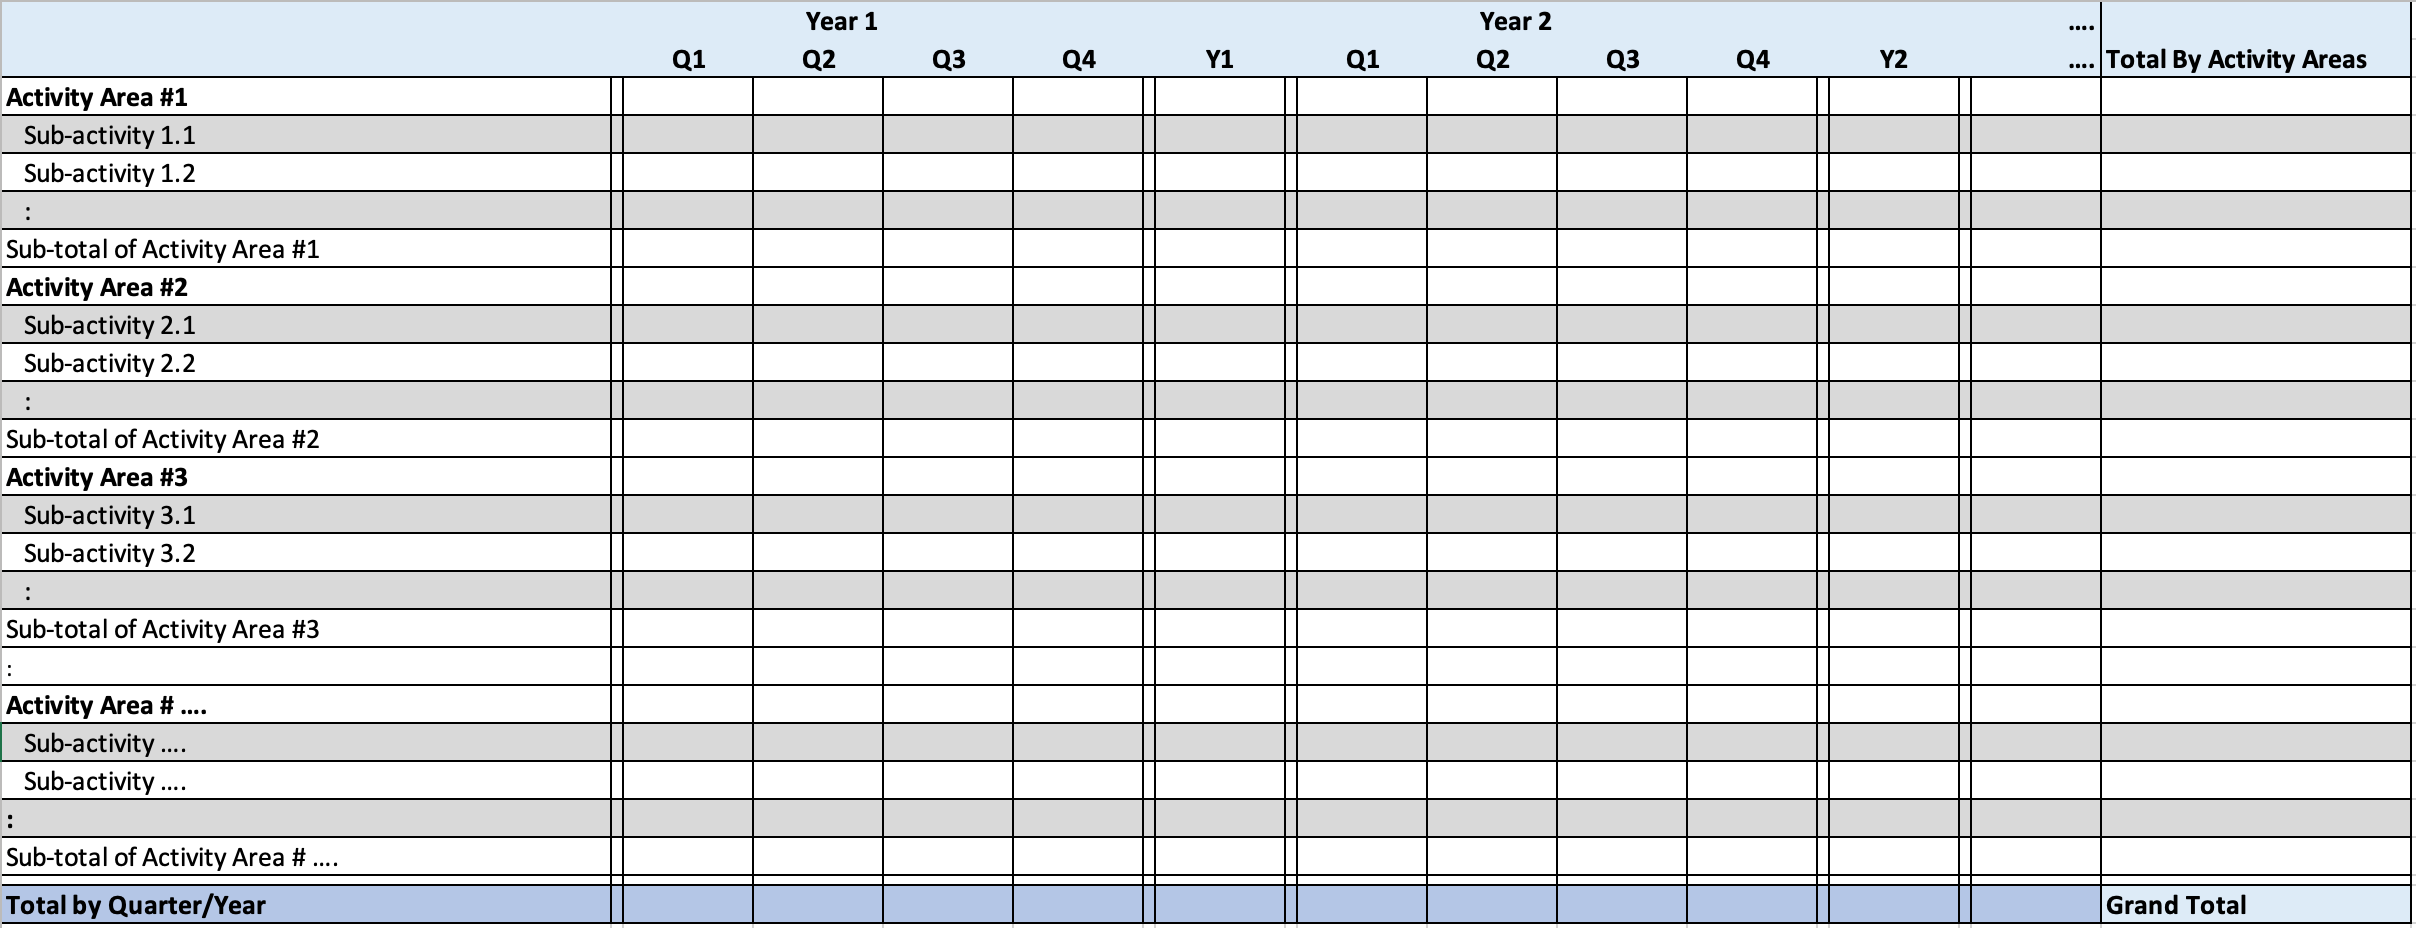 Year 1 Year 2 ....
Q1 Q2 Q3 Q4 Y1 Q1 Q2 Q3 Q4 Y2 .... Total By Activity Areas
Activity Area #1
Sub-activity 1.1
Sub-activity 1.2
:
Sub-total of Activity Area #1
Activity Area #2
Sub-activity 2.1
Sub-activity 2.2
:
Sub-total of Activity Area #2
Activity Area #3
Sub-activity 3.1
Sub-activity 3.2
:
Sub-total of Activity Area #3
:
Activity Area # ....
Sub-activity ....
Sub-activity ....
:
Sub-total of Activity Area # ....
Total by Quarter/Year Grand Total